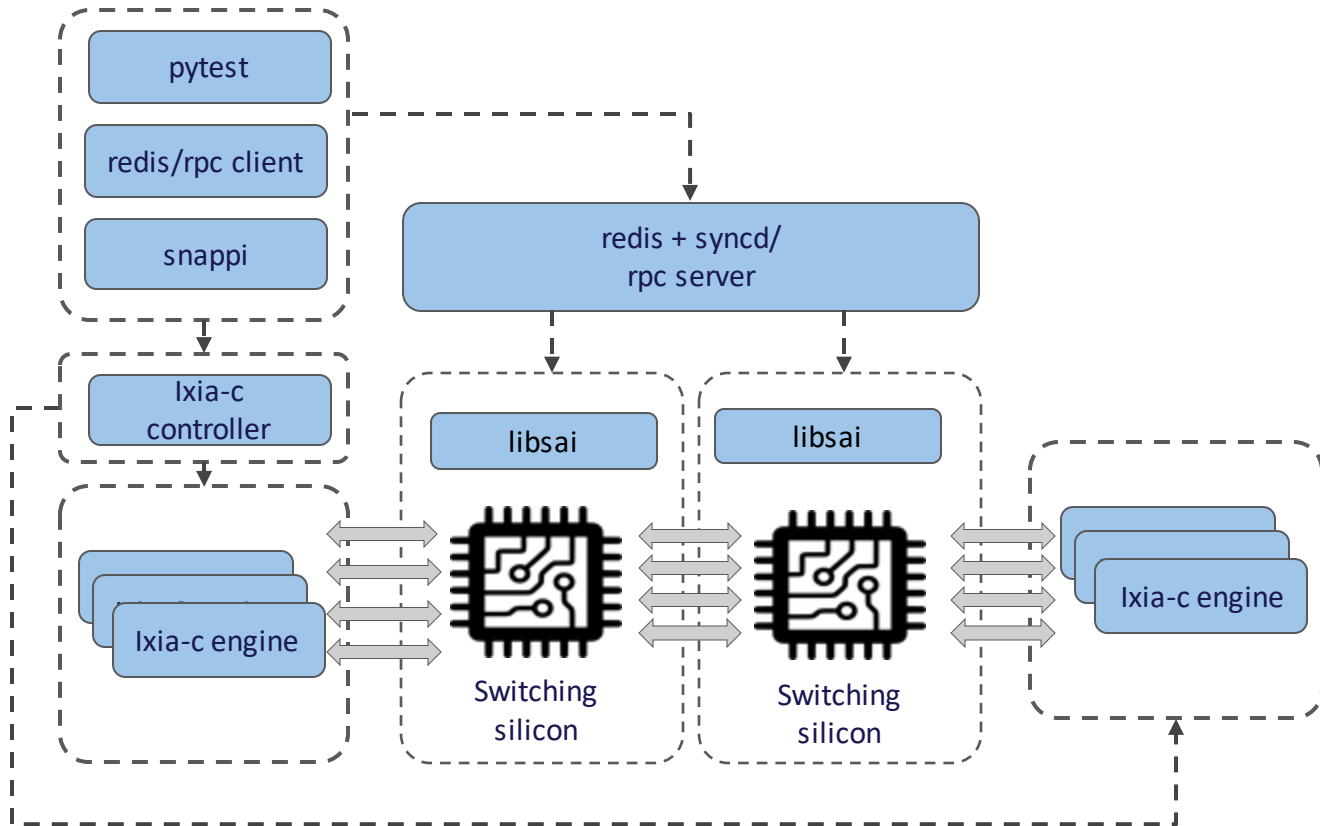 pytest
redis/rpc client
snappi
redis + syncd/
rpc server
Ixia-c
controller
libsai
libsai
Ixia-c engine
Switching
silicon
Switching
silicon
Ixia-c engine